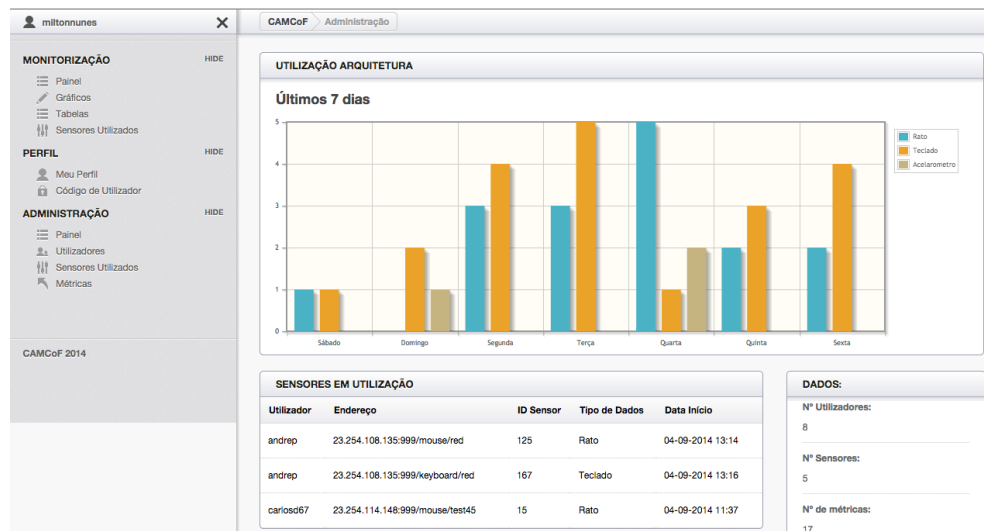 miltonnunes
MONITORIZAÇÃO HIDE
Painel
Gráficos
Tabelas
Sensores Utilizados
PERFIL HIDE
Meu Perfil
Código de Utilizador
ADMINISTRAÇÃO HIDE
Painel
Utilizadores
Sensores Utilizados
Métricas
CAMCoF 2014
CAMCoF Administração
UTILIZAÇÃO ARQUITETURA
Últimos 7 dias
5
4
3
2
1
0
Sábado Domingo Segunda Terça Quarta Quinta Sexta
Rato
Teclado
Acelarometro
SENSORES EM UTILIZAÇÃO
Utilizador Endereço ID Sensor Tipo de Dados Data Início
andrep 23.254.108.135:999/mouse/red 125 Rato 04-09-2014 13:14
andrep 23.254.108.135:999/keyboard/red 167 Teclado 04-09-2014 13:16
carlosd67 23.254.114.148:999/mouse/test45 15 Rato 04-09-2014 11:37
DADOS:
Nº Utilizadores:
8
Nº Sensores:
5
Nº de métricas:
17